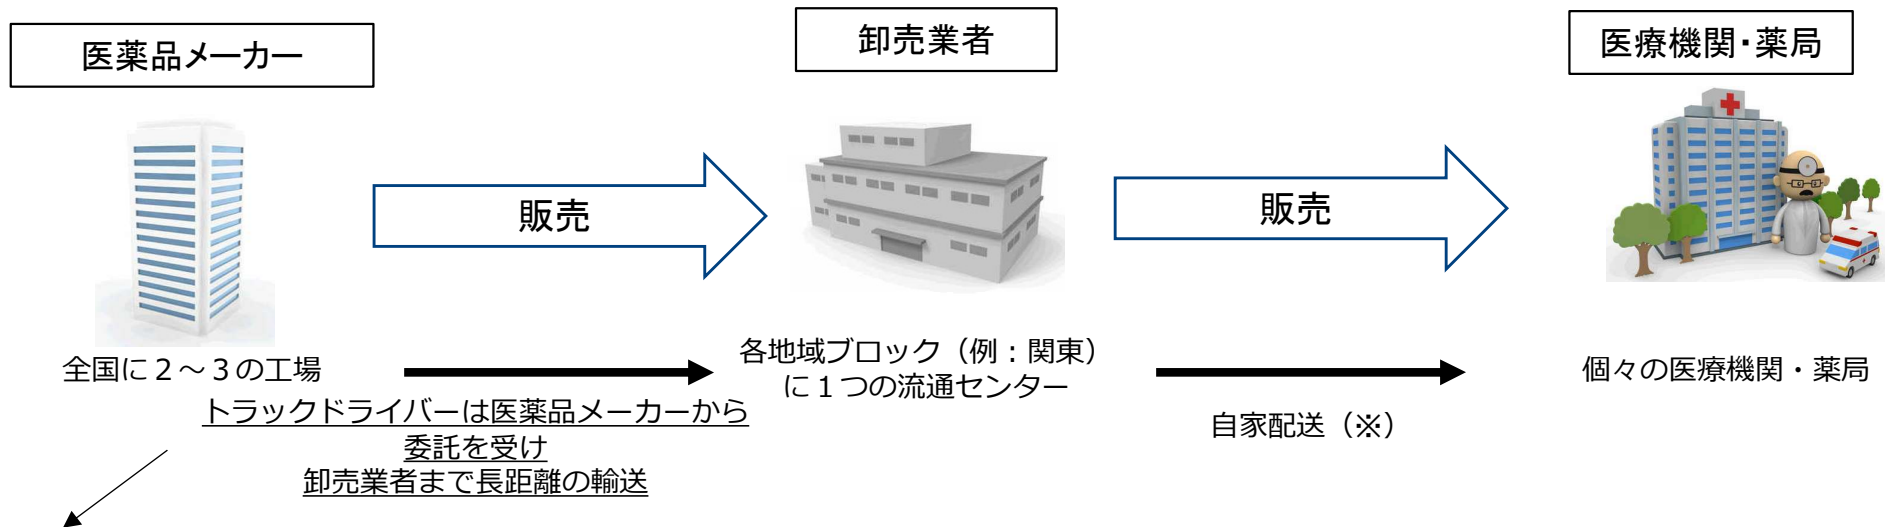 医薬品メーカー
卸売業者
医療機関・薬局
販売
販売
全国に２～３の工場
各地域ブロック（例：関東）
に１つの流通センター
個々の医療機関・薬局
トラックドライバーは医薬品メーカーから
委託を受け
卸売業者まで長距離の輸送
自家配送（※）